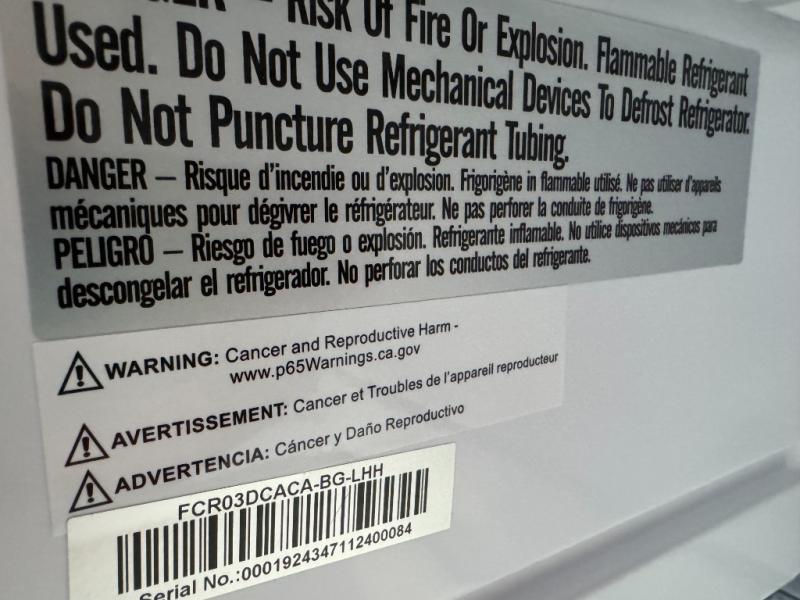 – Risk Of Fire Or Explosion. Flammable Refrigerant
Used. Do Not Use Mechanical Devices To Defrost Refrigerator.
Do Not Puncture Refrigerant Tubing.
DANGER – Risque d'incendie ou d'explosion. Frigorigène in flammable utilisé. Ne pas utiliser d'appareils
mécaniques pour dégivrer le réfrigérateur. Ne pas perforer la conduite de frigorigène.
PELIGRO – Riesgo de fuego o explosión. Refrigerante inflamable. No utilice dispositivos mecánicos para
descongelar el refrigerador. No perforar los conductos del refrigerante.
WARNING: Cancer and Reproductive Harm -
www.p65Warnings.ca.gov
AVERTISSEMENT: Cancer et Troubles de l'appareil reproducteur
ADVERTENCIA: Cáncer y Daño Reproductivo
FCR03DCACA-BG-LHH
Serial No.:0001924347112400084